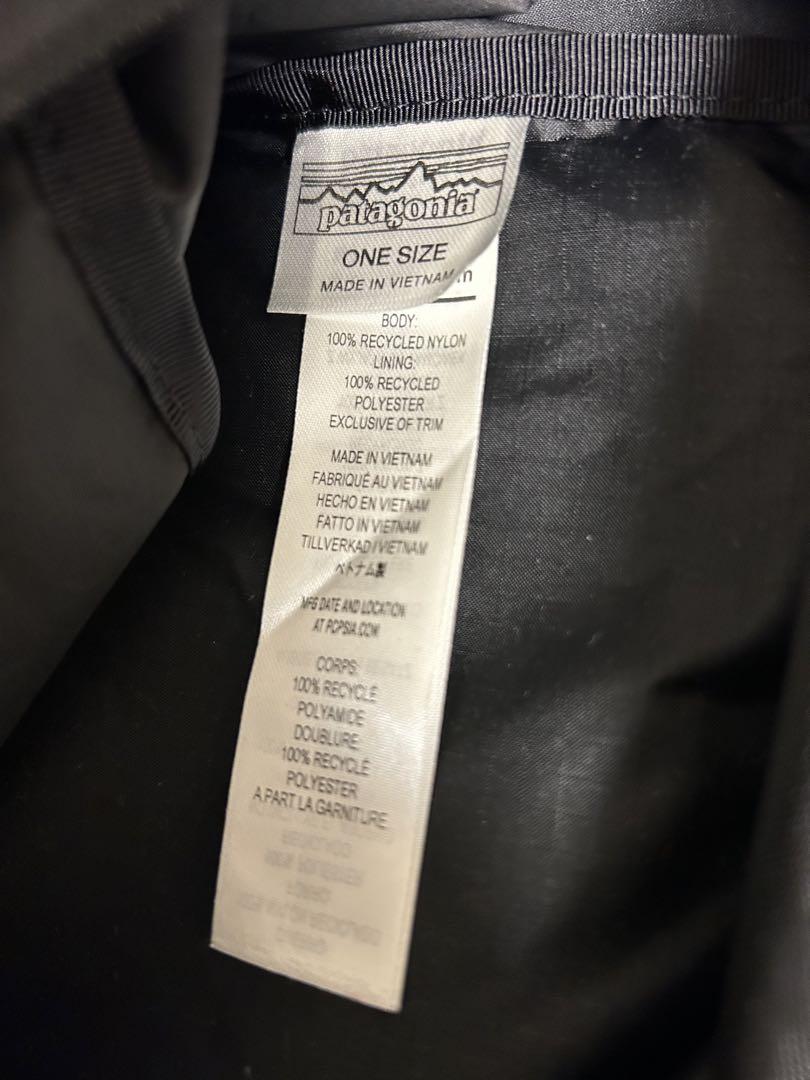 patagonia
ONE SIZE
MADE IN VIETNAM
BODY:
100% RECYCLED NYLON
LINING:
100% RECYCLED
POLYESTER
EXCLUSIVE OF TRIM
MADE IN VIETNAM
FABRIQUÉ AU VIETNAM
HECHO EN VIETNAM
FATTO IN VIETNAM
TILLVERKAD I VIETNAM
ベトナム製
MFG DATE AND LOCATION
AT PCPSIA.COM
CORPS:
100% RECYCLÉ
POLYAMIDE
DOUBLURE:
100% RECYCLÉ
POLYESTER
A PART LA GARNITURE